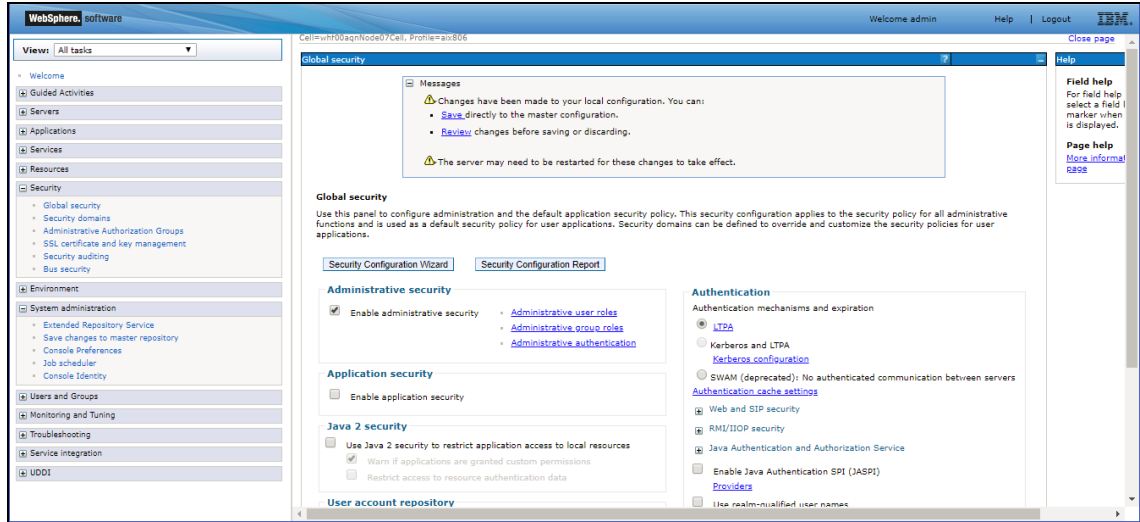 WebSphere. software
Welcome admin
Help | Logout
IBM.
View: All tasks
Welcome
Guided Activities
Servers
Applications
Services
Resources
Security
Global security
Security domains
Administrative Authorization Groups
SSL certificate and key management
Security auditing
Bus security
Environment
System administration
Extended Repository Service
Save changes to master repository
Console Preferences
Job scheduler
Console Identity
Users and Groups
Monitoring and Tuning
Troubleshooting
Service integration
UDDI
Cell=whf00aqnNode07Cell, Profile=aix806
Close page
Global security
?
Messages
Changes have been made to your local configuration. You can:
Save directly to the master configuration.
Review changes before saving or discarding.
The server may need to be restarted for these changes to take effect.
Global security
Use this panel to configure administration and the default application security policy. This security configuration applies to the security policy for all administrative
functions and is used as a default security policy for user applications. Security domains can be defined to override and customize the security policies for user
applications.
Security Configuration Wizard
Security Configuration Report
Administrative security
Enable administrative security
Administrative user roles
Administrative group roles
Administrative authentication
Application security
Enable application security
Java 2 security
Use Java 2 security to restrict application access to local resources
Warn if applications are granted custom permissions
Restrict access to resource authentication data
User account repository
Authentication
Authentication mechanisms and expiration
LTPA
Kerberos and LTPA
Kerberos configuration
SWAM (deprecated): No authenticated communication between servers
Authentication cache settings
Web and SIP security
RMI/IIOP security
Java Authentication and Authorization Service
Enable Java Authentication SPI (JASPI)
Providers
Use realm-qualified user names
Help
Field help
For field help
select a field l
marker when
is displayed.
Page help
More informat
page